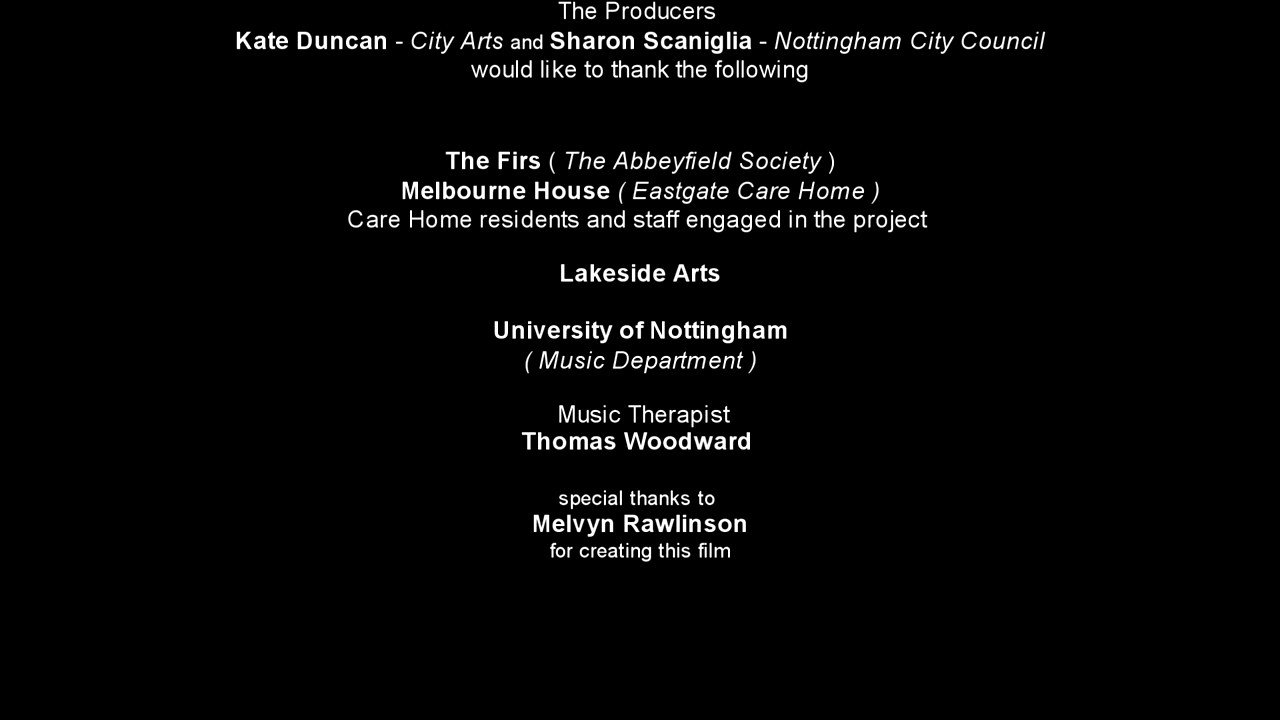 The Producers
Kate Duncan - City Arts and Sharon Scaniglia - Nottingham City Council
would like to thank the following
The Firs ( The Abbeyfield Society )
Melbourne House ( Eastgate Care Home )
Care Home residents and staff engaged in the project
Lakeside Arts
University of Nottingham
( Music Department )
Music Therapist
Thomas Woodward
special thanks to
Melvyn Rawlinson
for creating this film